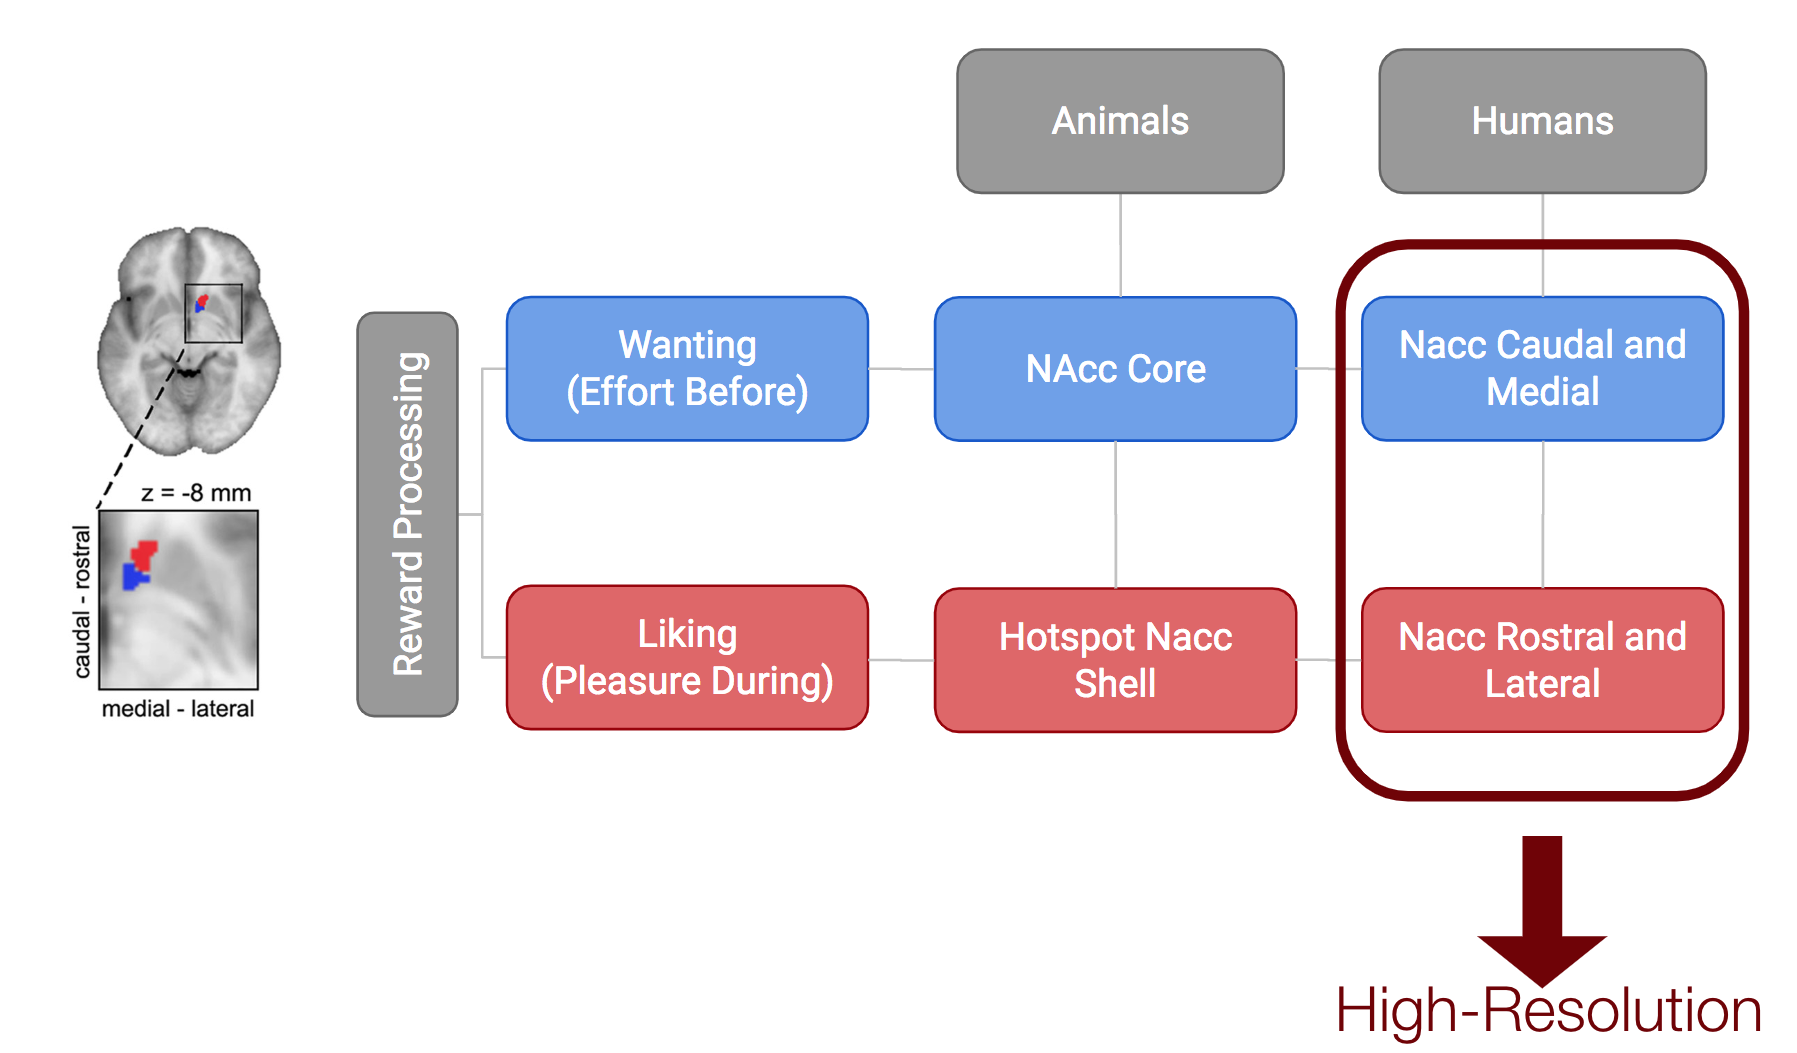 Animals
Humans
Reward Processing
Wanting
(Effort Before)
NAcc Core
Nacc Caudal and
Medial
Liking
(Pleasure During)
Hotspot Nacc
Shell
Nacc Rostral and
Lateral
z = -8 mm
caudal - rostral
medial - lateral
High-Resolution